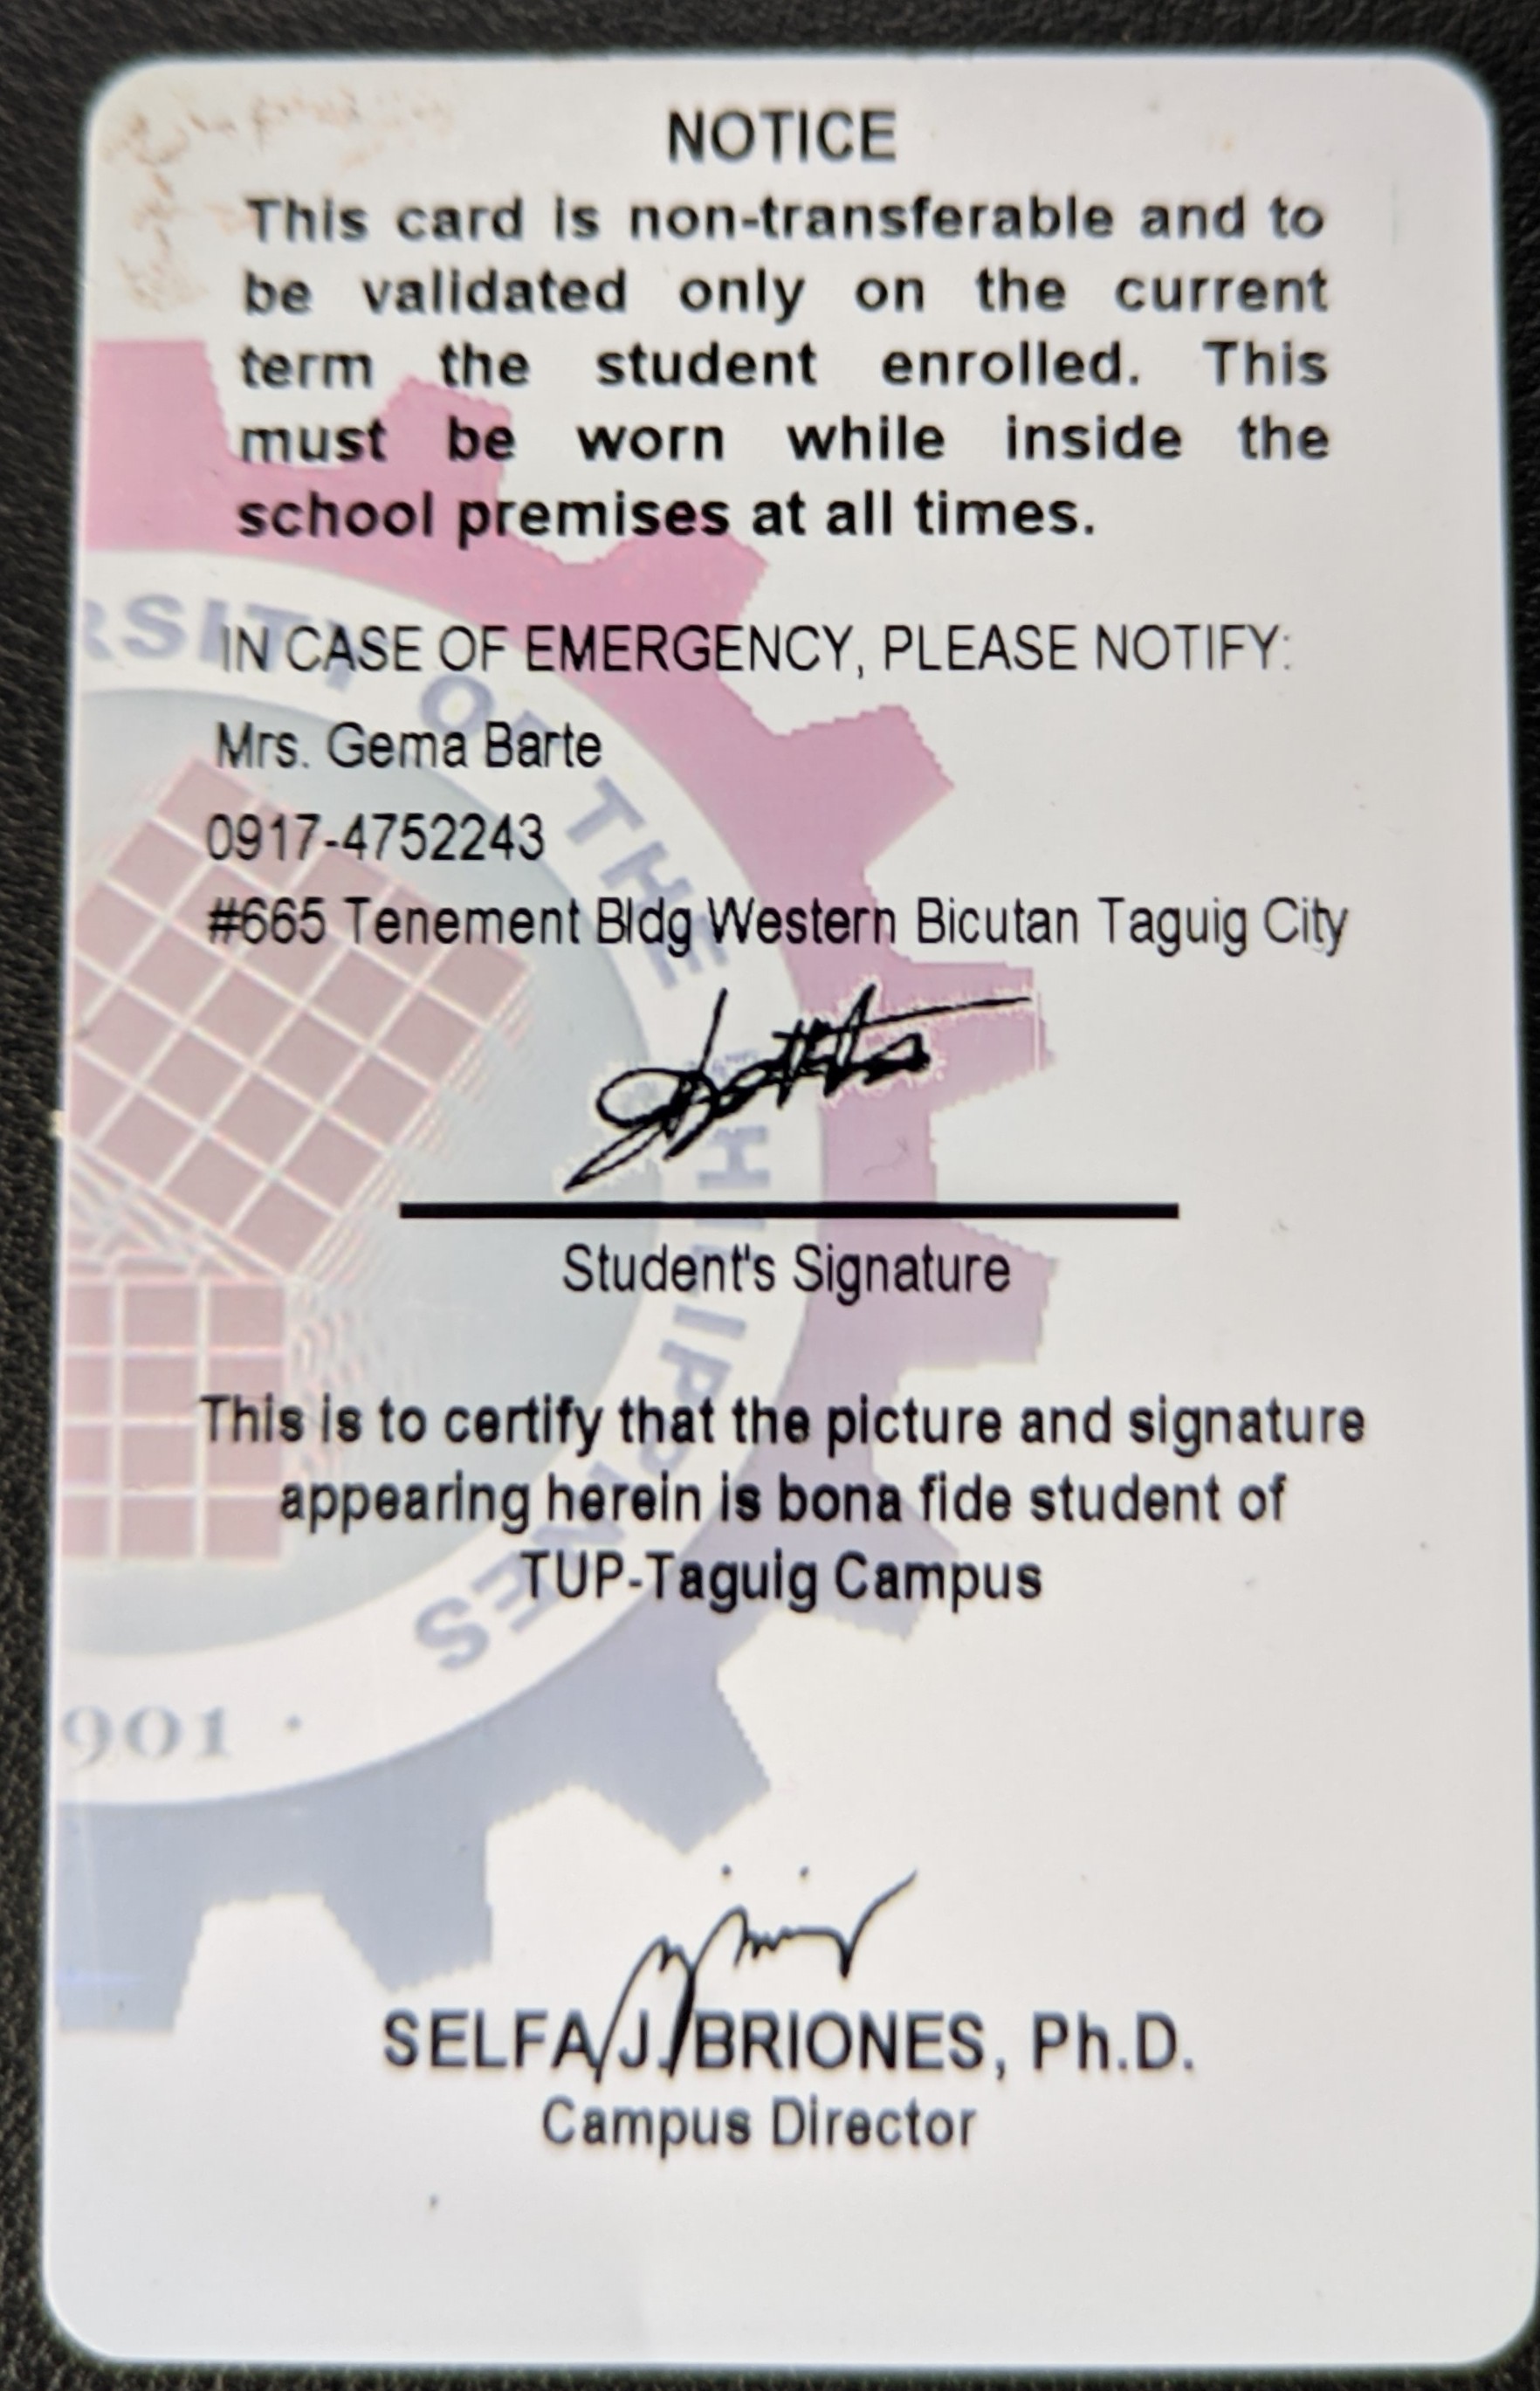 NOTICE
This card is non-transferable and to
be validated only on the current
term the student enrolled. This
must be worn while inside the
school premises at all times.
IN CASE OF EMERGENCY, PLEASE NOTIFY:
Mrs. Gema Barte
0917-4752243
#665 Tenement Bldg Western Bicutan Taguig City
Student's Signature
This is to certify that the picture and signature
appearing herein is bona fide student of
TUP-Taguig Campus
SELFA J. BRIONES, Ph.D.
Campus Director
RSITY OF THE PHILIPPINES
901 ·